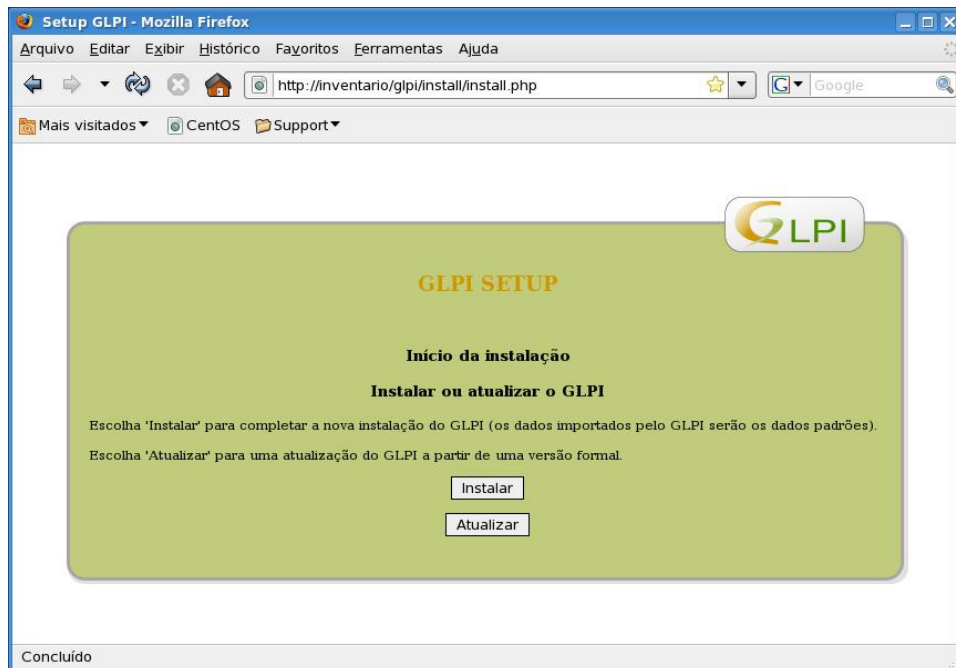 Setup GLPI - Mozilla Firefox
Arquivo Editar Exibir Histórico Favoritos Ferramentas Ajuda
http://inventario/glpi/install/install.php
G
Google
Mais visitados
CentOS
Support
GLPI
GLPI SETUP
Início da instalação
Instalar ou atualizar o GLPI
Escolha 'Instalar' para completar a nova instalação do GLPI (os dados importados pelo GLPI serão os dados padrões).
Escolha 'Atualizar' para uma atualização do GLPI a partir de uma versão formal.
Instalar
Atualizar
Concluído